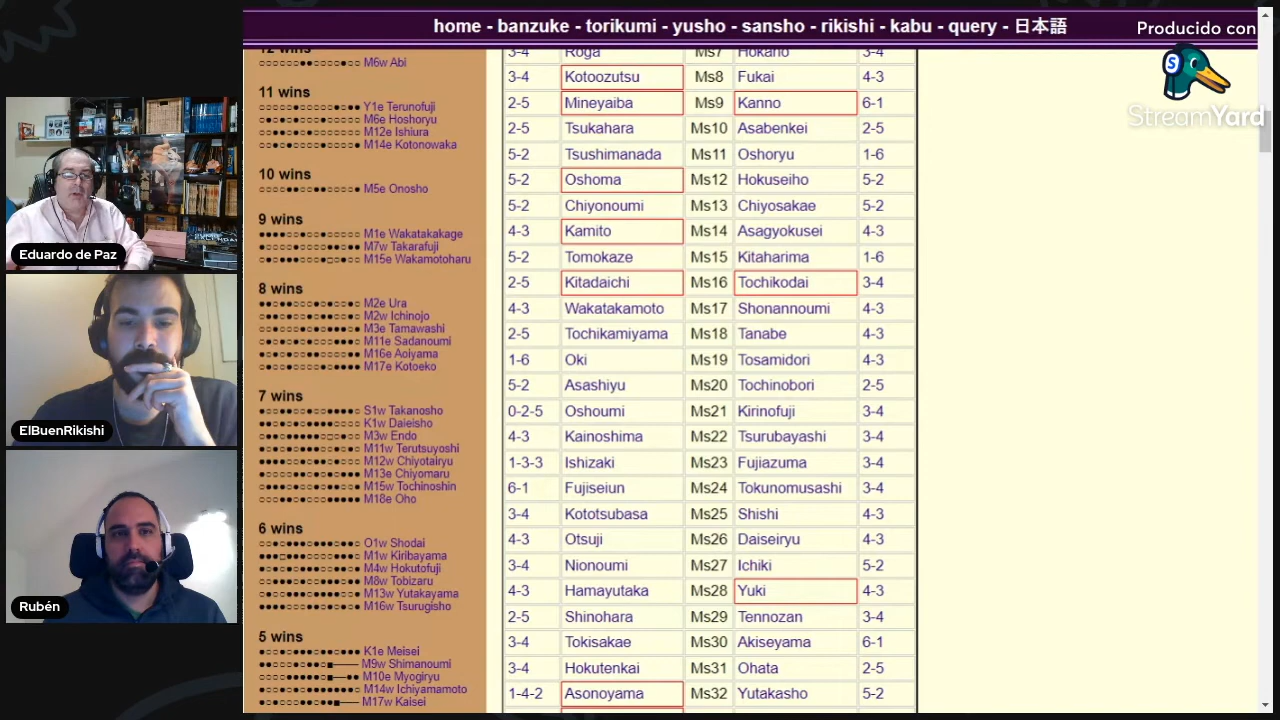 home - banzuke - torikumi - yusho - sansho - rikishi - kabu - query - 日本語
Producido con
StreamYard
Eduardo de Paz
ElBuenRikishi
Rubén
12 wins
M6w Abi
11 wins
Y1e Terunofuji
M6e Hoshoryu
M12e Ishiura
M14e Kotonowaka
10 wins
M5e Onosho
9 wins
M1e Wakatakakage
M7w Takarafuji
M15e Wakamotoharu
8 wins
M2e Ura
M2w Ichinojo
M3e Tamawashi
M11e Sadanoumi
M16e Aoiyama
M17e Kotoeko
7 wins
S1w Takanosho
K1w Daieisho
M3w Endo
M11w Terutsuyoshi
M12w Chiyotairyu
M13e Chiyomaru
M15w Tochinoshin
M18e Oho
6 wins
O1w Shodai
M1w Kiribayama
M4w Hokutofuji
M8w Tobizaru
M13w Yutakayama
M16w Tsurugisho
5 wins
K1e Meisei
M9w Shimanoumi
M10e Myogiryu
M14w Ichiyamamoto
M17w Kaisei
3-4 Roga Ms7 Hokaho 3-4
3-4 Kotoozutsu Ms8 Fukai 4-3
2-5 Mineyaiba Ms9 Kanno 6-1
2-5 Tsukahara Ms10 Asabenkei 2-5
5-2 Tsushimanada Ms11 Oshoryu 1-6
5-2 Oshoma Ms12 Hokuseiho 5-2
5-2 Chiyonoumi Ms13 Chiyosakae 5-2
4-3 Kamito Ms14 Asagyokusei 4-3
5-2 Tomokaze Ms15 Kitaharima 1-6
2-5 Kitadaichi Ms16 Tochikodai 3-4
4-3 Wakatakamoto Ms17 Shonannoumi 4-3
2-5 Tochikamiyama Ms18 Tanabe 4-3
1-6 Oki Ms19 Tosamidori 4-3
5-2 Asashiyu Ms20 Tochinobori 2-5
0-2-5 Oshoumi Ms21 Kirinofuji 3-4
4-3 Kainoshima Ms22 Tsurubayashi 3-4
1-3-3 Ishizaki Ms23 Fujiazuma 3-4
6-1 Fujiseiun Ms24 Tokunomusashi 3-4
3-4 Kototsubasa Ms25 Shishi 4-3
4-3 Otsuji Ms26 Daiseiryu 4-3
3-4 Nionoumi Ms27 Ichiki 5-2
4-3 Hamayutaka Ms28 Yuki 4-3
2-5 Shinohara Ms29 Tennozan 3-4
3-4 Tokisakae Ms30 Akiseyama 6-1
3-4 Hokutenkai Ms31 Ohata 2-5
1-4-2 Asonoyama Ms32 Yutakasho 5-2